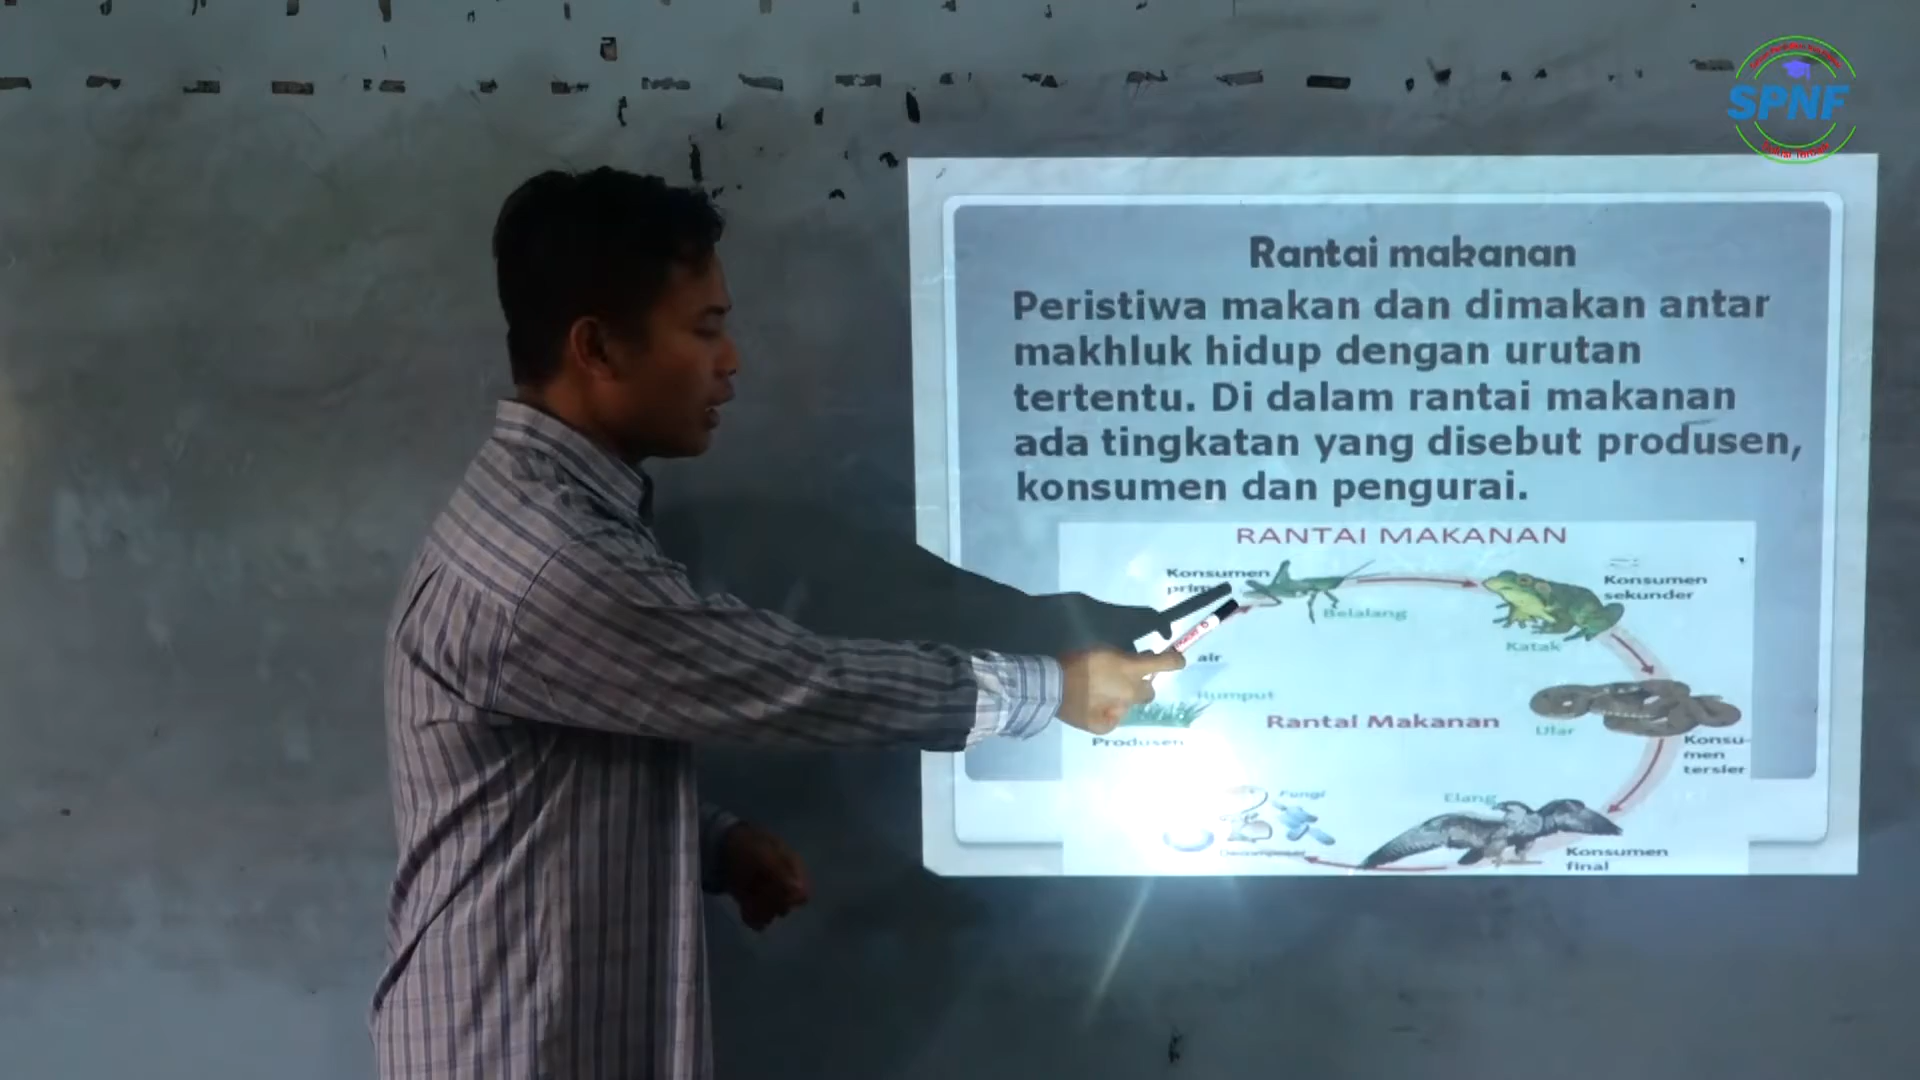 SPNF
Rantai makanan
Peristiwa makan dan dimakan antar
makhluk hidup dengan urutan
tertentu. Di dalam rantai makanan
ada tingkatan yang disebut produsen,
konsumen dan pengurai.
RANTAI MAKANAN
Konsumen
Belalang
Konsumen
sekunder
Katak
air
Rumput
Produsen
Rantai Makanan
Ular
Konsu-
men
tersier
Fungi
Elang
Decomposer
Konsumen
final